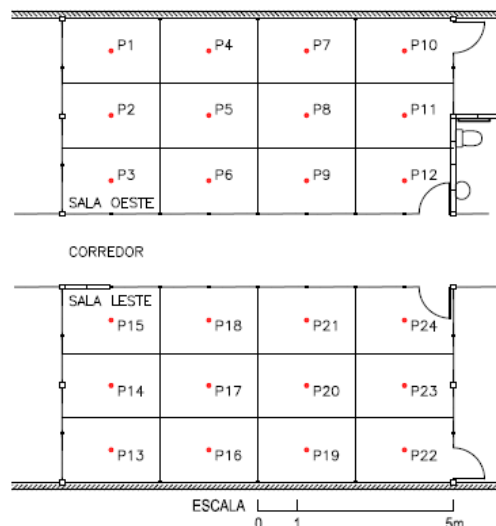 P1 P4 P7 P10
P2 P5 P8 P11
P3 P6 P9 P12
SALA OESTE
CORREDOR
SALA LESTE
P15 P18 P21 P24
P14 P17 P20 P23
P13 P16 P19 P22
ESCALA
0 1 5m